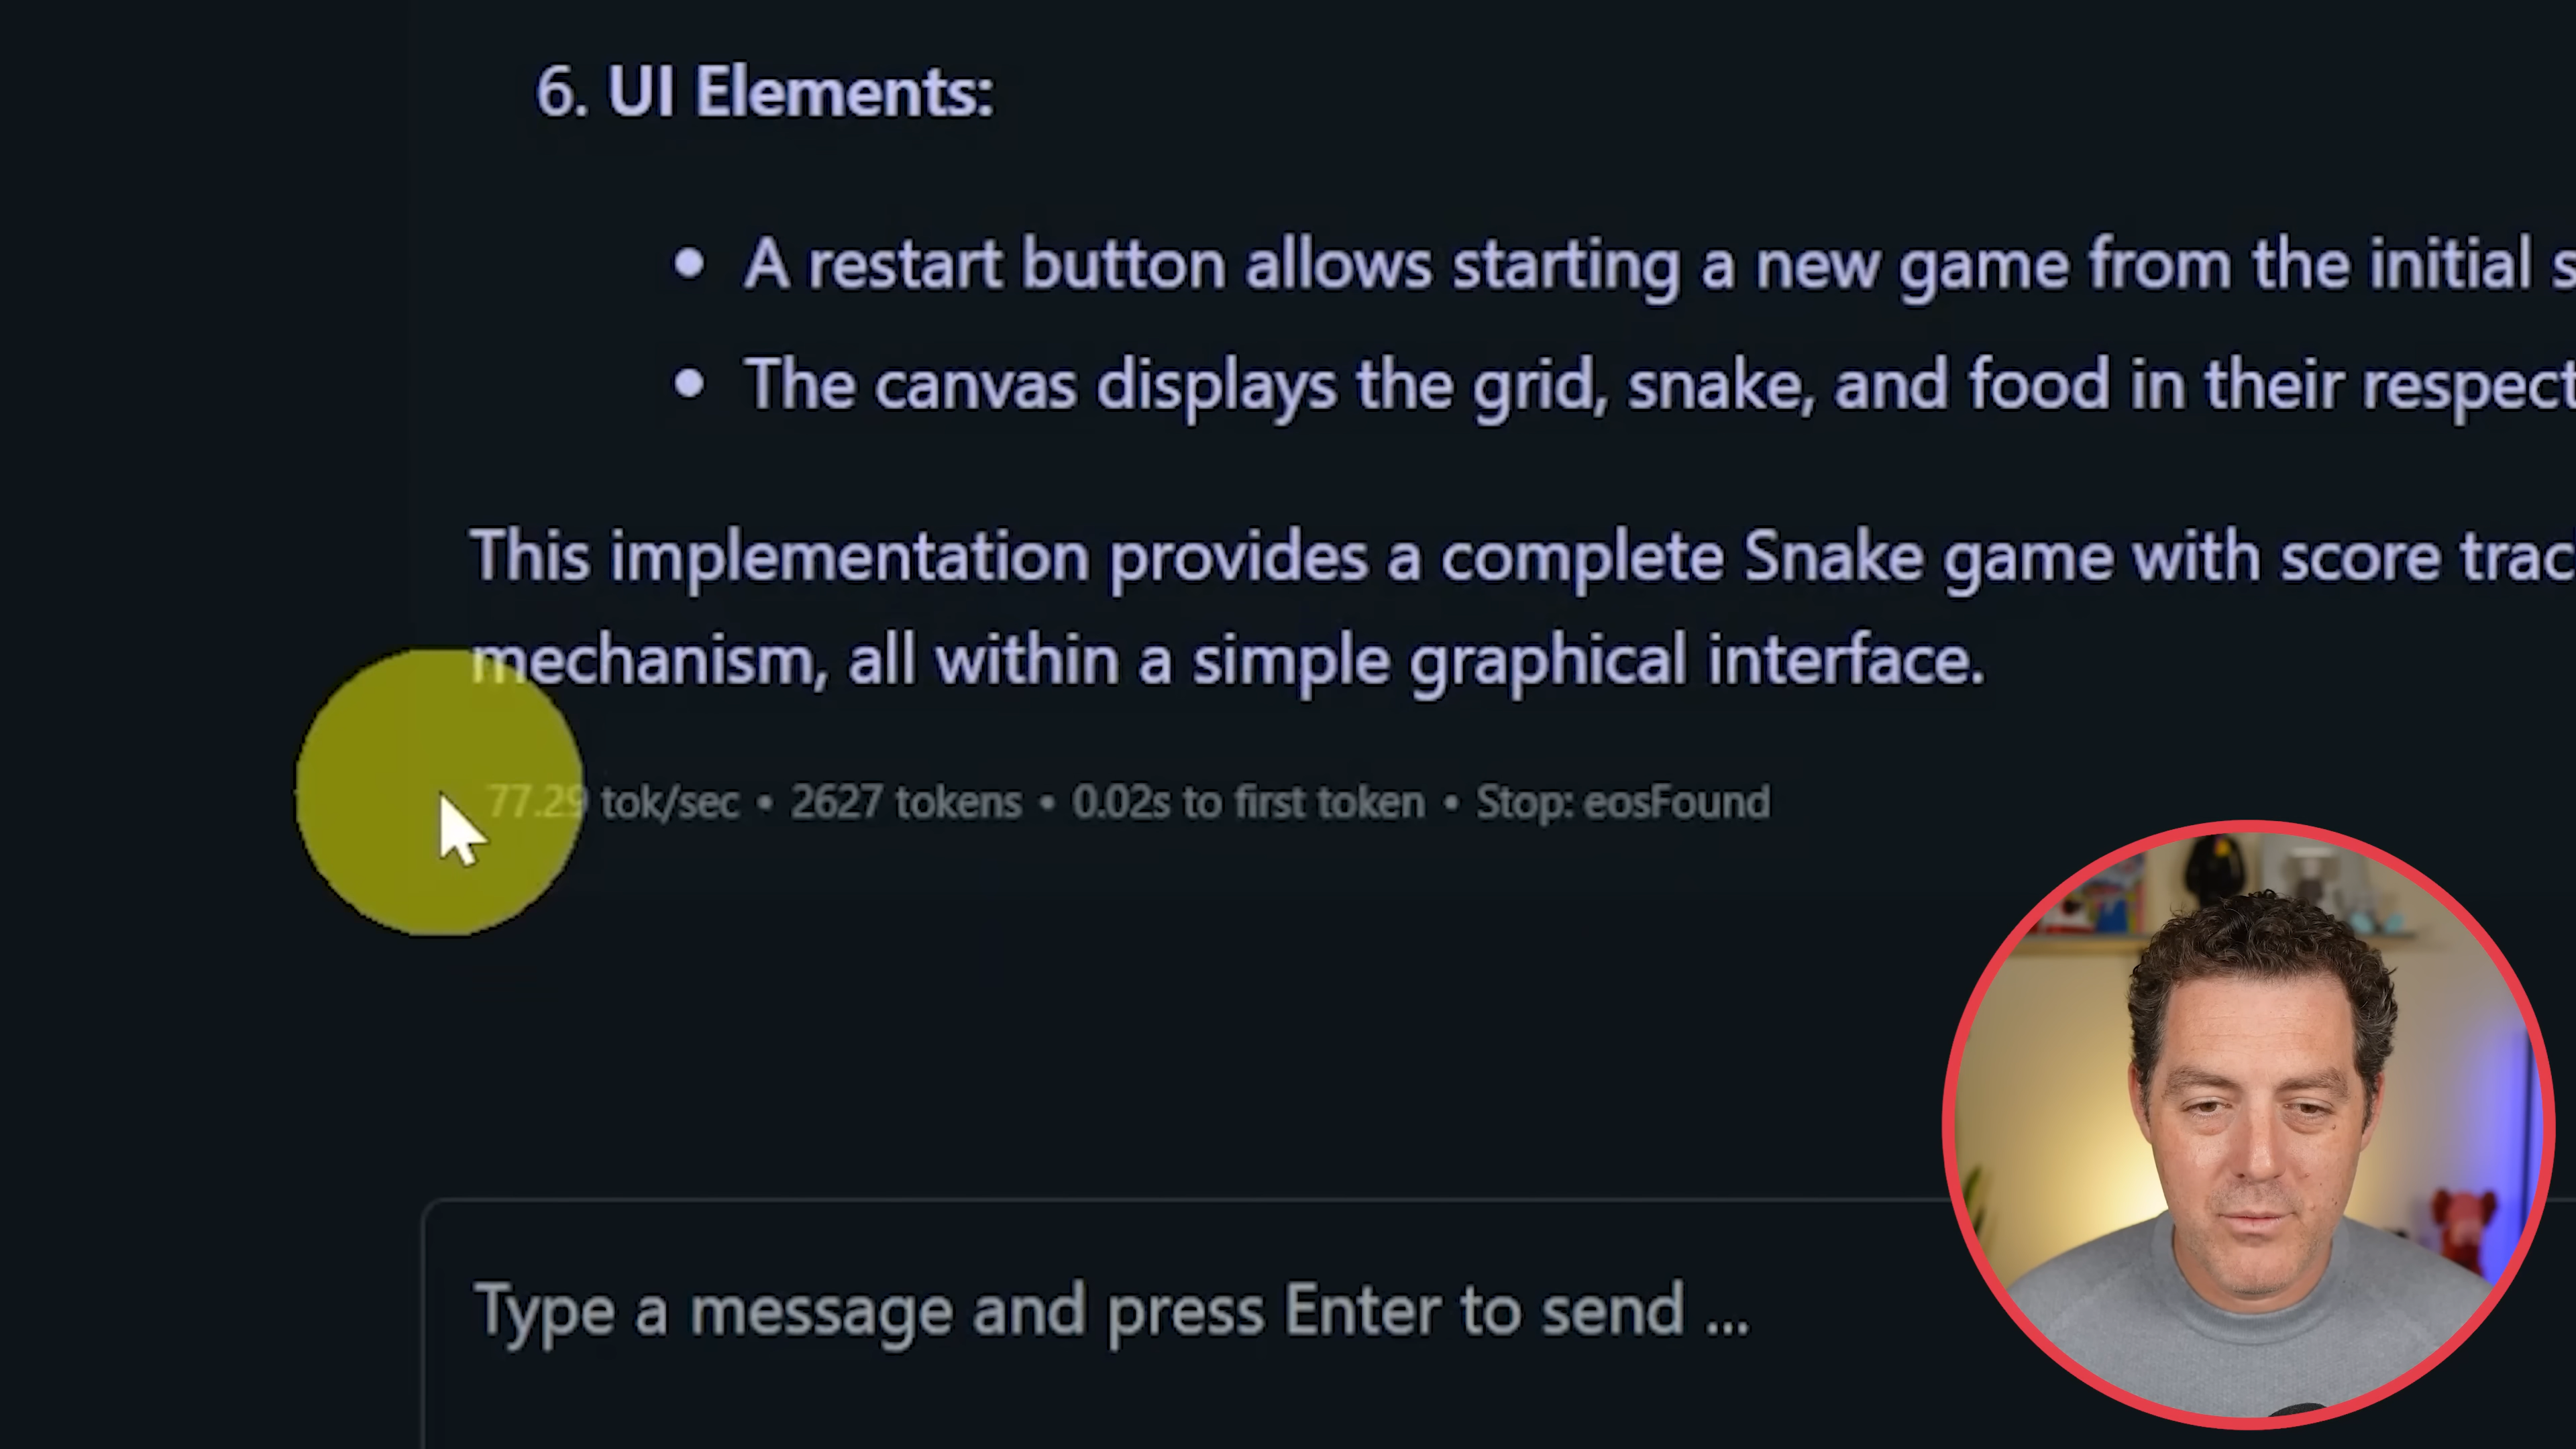 6. UI Elements:
• A restart button allows starting a new game from the initial s
• The canvas displays the grid, snake, and food in their respect
This implementation provides a complete Snake game with score trac
mechanism, all within a simple graphical interface.
77.29 tok/sec • 2627 tokens • 0.02s to first token • Stop: eosFound
Type a message and press Enter to send ...